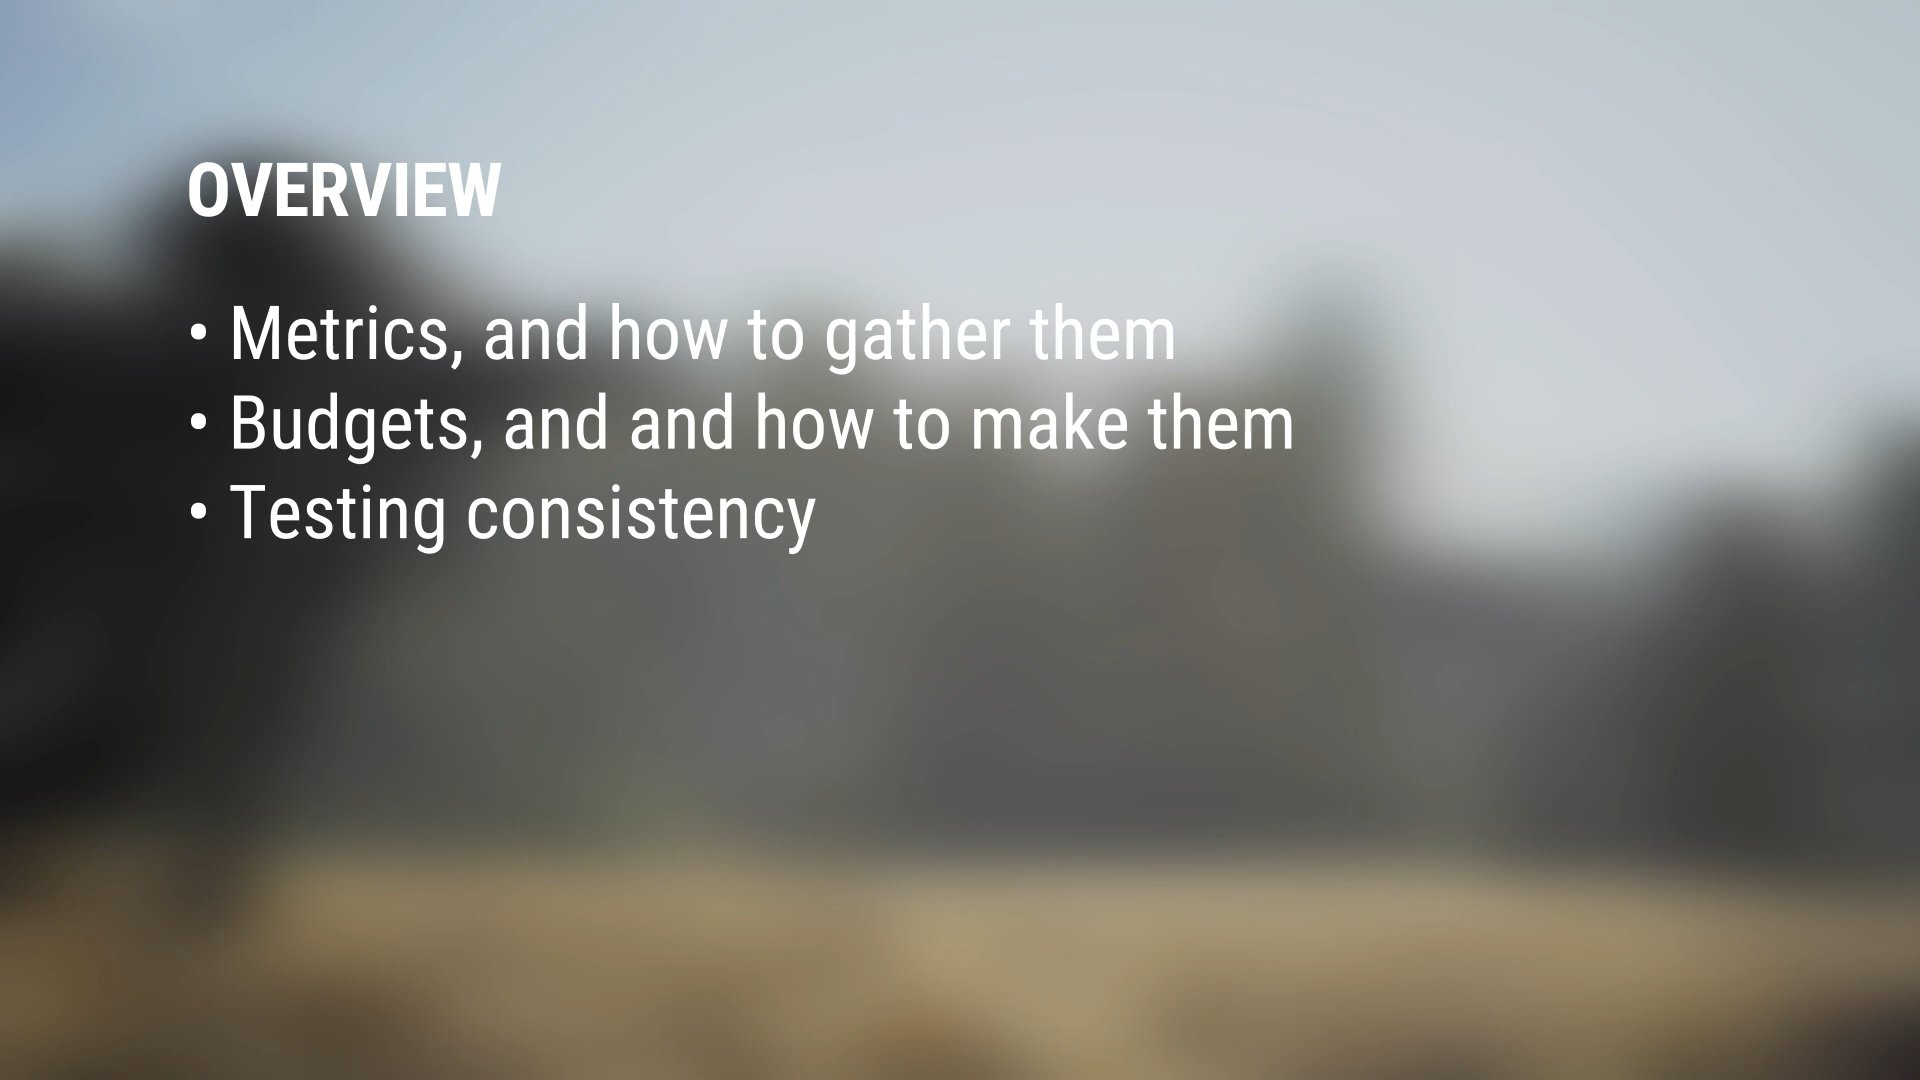 OVERVIEW
• Metrics, and how to gather them
• Budgets, and and how to make them
• Testing consistency